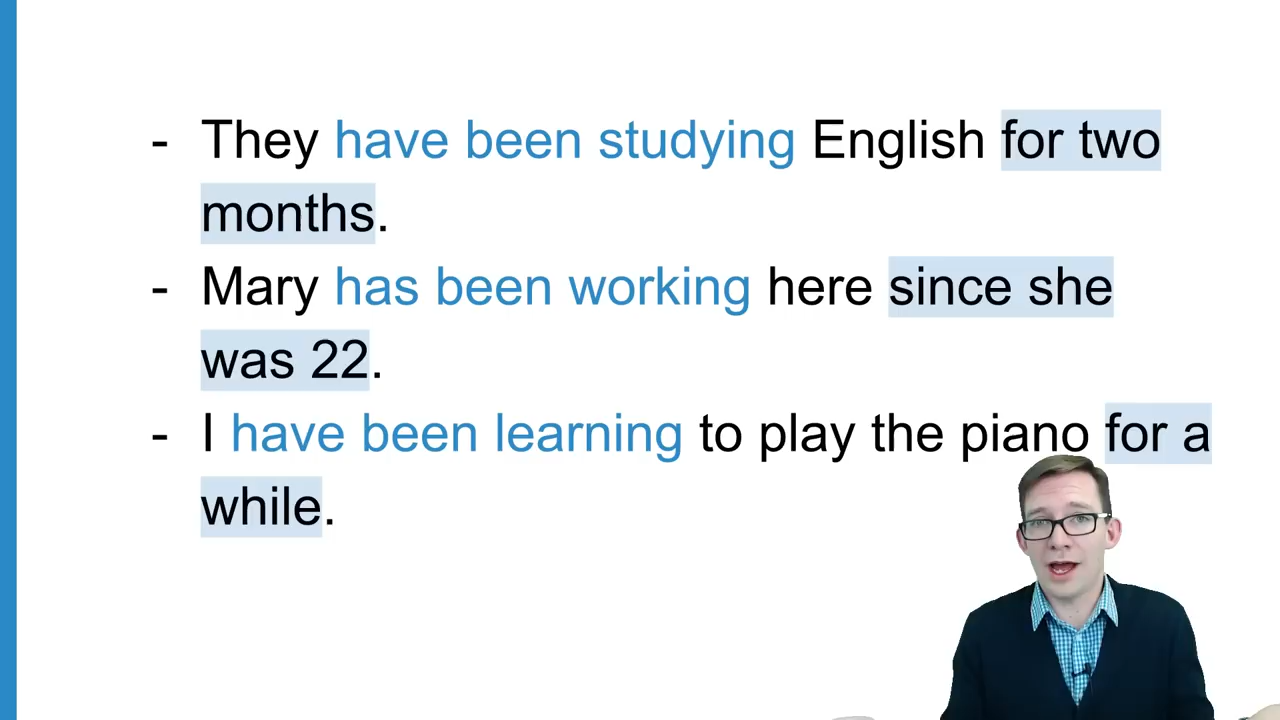 - They have been studying English for two
months.
- Mary has been working here since she
was 22.
- I have been learning to play the piano for a
while.